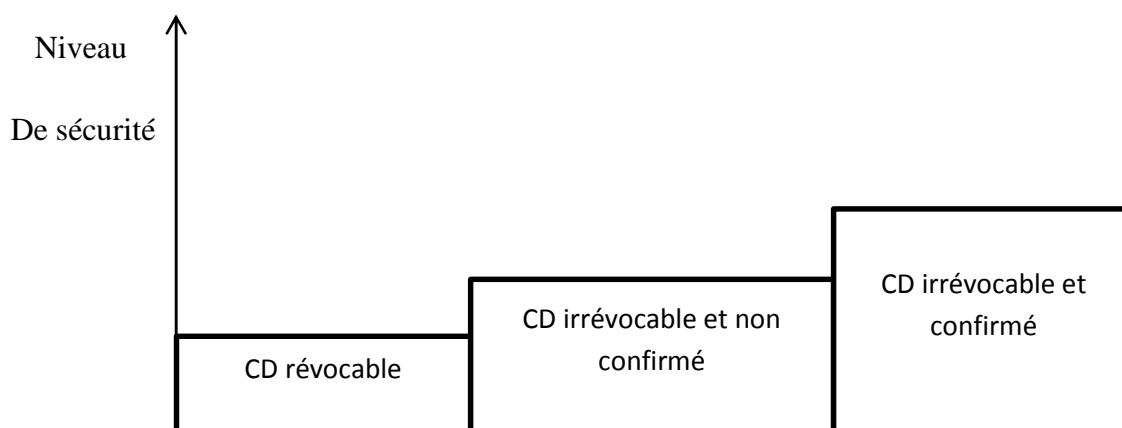 Niveau
De sécurité
CD révocable
CD irrévocable et non
confirmé
CD irrévocable et
confirmé